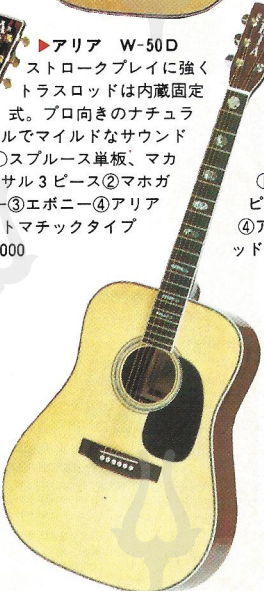 ▶アリア W-50D
ストロークプレイに強く
トラスロッドは内蔵固定
式。プロ向きのナチュラ
ルでマイルドなサウンド
①スプルース単板、マカ
サル3ピース②マホガ
ー③エボニー④アリア
トマチックタイプ
000
①
ピ
④ア
ッド